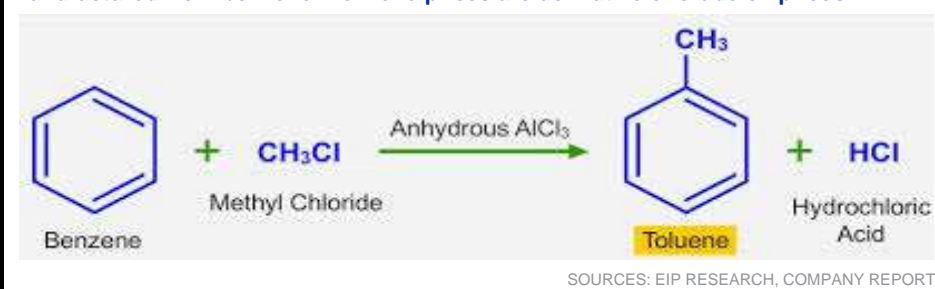 CH₃
+ CH₃Cl Anhydrous AlCl₃ + HCl
Methyl Chloride Hydrochloric Acid
Benzene Toluene
SOURCES: EIP RESEARCH, COMPANY REPORT